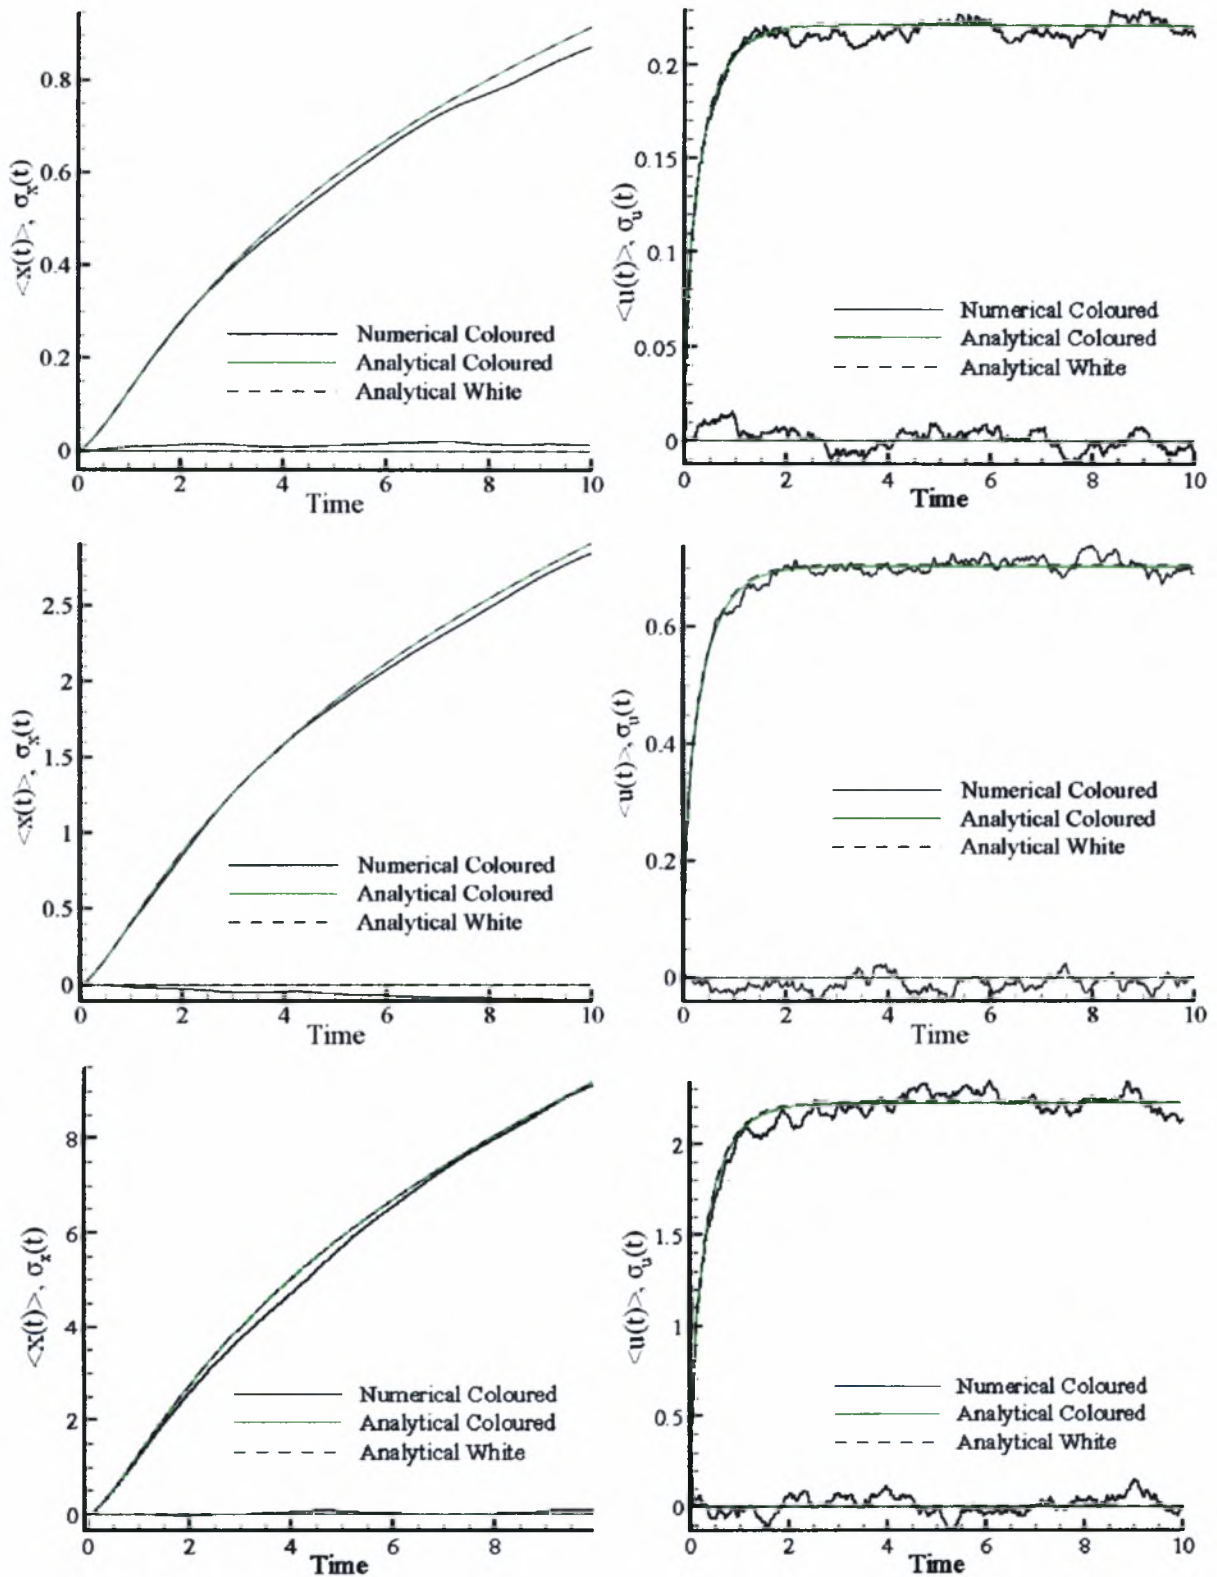 0.8
0.6
0.4
0.2
0
<x(t)>, σx(t)
Numerical Coloured
Analytical Coloured
Analytical White
0 2 4 6 8 10
Time
0.2
0.15
0.1
0.05
0
<u(t)>, σu(t)
Numerical Coloured
Analytical Coloured
Analytical White
0 2 4 6 8 10
Time
2.5
2
1.5
1
0.5
0
<x(t)>, σx(t)
Numerical Coloured
Analytical Coloured
Analytical White
0 2 4 6 8 10
Time
0.6
0.4
0.2
0
<u(t)>, σu(t)
Numerical Coloured
Analytical Coloured
Analytical White
0 2 4 6 8 10
Time
8
6
4
2
0
<x(t)>, σx(t)
Numerical Coloured
Analytical Coloured
Analytical White
0 2 4 6 8
Time
2
1.5
1
0.5
0
<u(t)>, σu(t)
Numerical Coloured
Analytical Coloured
Analytical White
0 2 4 6 8 10
Time